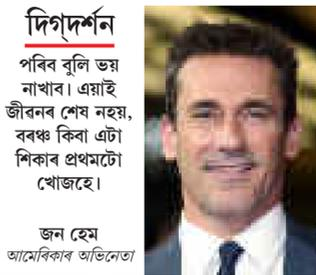 দিগ্‌দৰ্শন
পৰিব বুলি ভয়
নাখাব। এয়াই
জীৱনৰ শেষ নহয়,
বৰঞ্চ কিবা এটা
শিকাৰ প্ৰথমটো
খোজহে।
জন হেম
আমেৰিকাৰ অভিনেতা